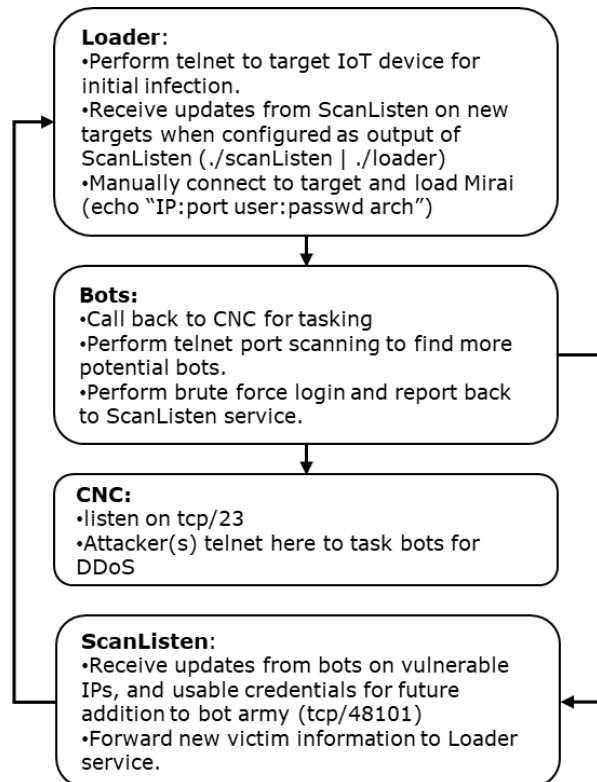 Loader:
•Perform telnet to target IoT device for
initial infection.
•Receive updates from ScanListen on new
targets when configured as output of
ScanListen (./scanListen | ./loader)
•Manually connect to target and load Mirai
(echo “IP:port user:passwd arch”)
Bots:
•Call back to CNC for tasking
•Perform telnet port scanning to find more
potential bots.
•Perform brute force login and report back
to ScanListen service.
CNC:
•listen on tcp/23
•Attacker(s) telnet here to task bots for
DDoS
ScanListen:
•Receive updates from bots on vulnerable
IPs, and usable credentials for future
addition to bot army (tcp/48101)
•Forward new victim information to Loader
service.